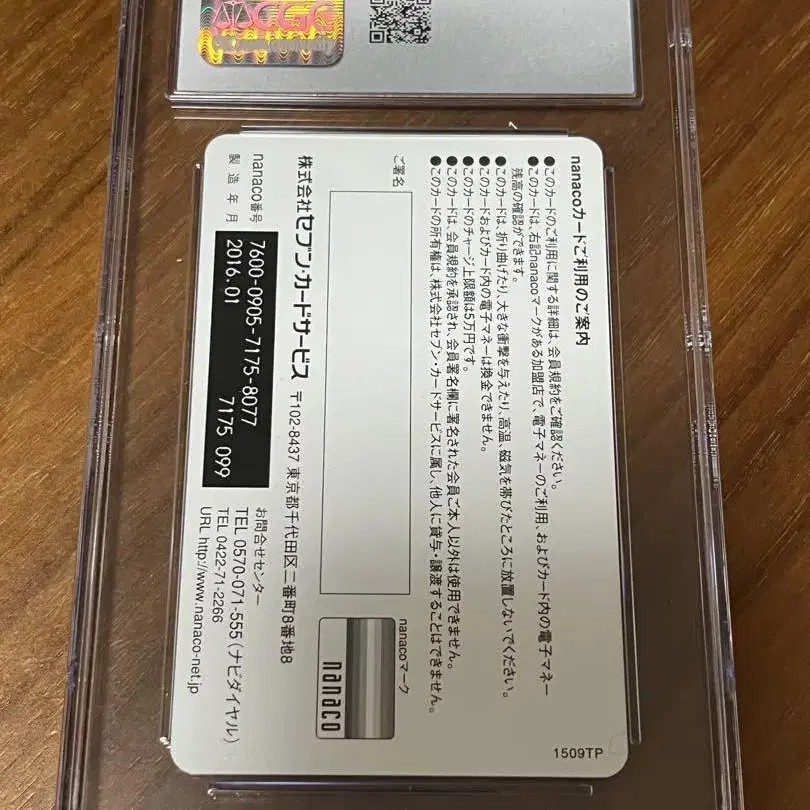 nanacoカードご利用のご案内
●このカードのご利用に関する詳細は、会員規約をご確認ください。
●このカードは、右記nanacoマークがある加盟店で、電子マネーのご利用、およびカード内の電子マネー
残高の確認ができます。
●このカードは、折り曲げたり、大きな衝撃を与えたり、高温、磁気を帯びたところに放置しないでください。
●このカードおよびカード内の電子マネーは換金できません。
●このカードのチャージ上限額は5万円です。
●このカードは、会員規約を承認され、会員署名欄に署名された会員ご本人以外は使用できません。
●このカードの所有権は、株式会社セブン・カードサービスに属し、他人に貸与・譲渡することはできません。
ご署名
nanacoマーク
nanaco
株式会社セブン・カードサービス 〒102-8437 東京都千代田区二番町8番地8
nanaco番号 7600-0905-7175-8077
製造年月 2016.01 7175 099
お問合せセンター
TEL 0570-071-555 (ナビダイヤル)
TEL 0422-71-2266
URL http://www.nanaco-net.jp
1509TP